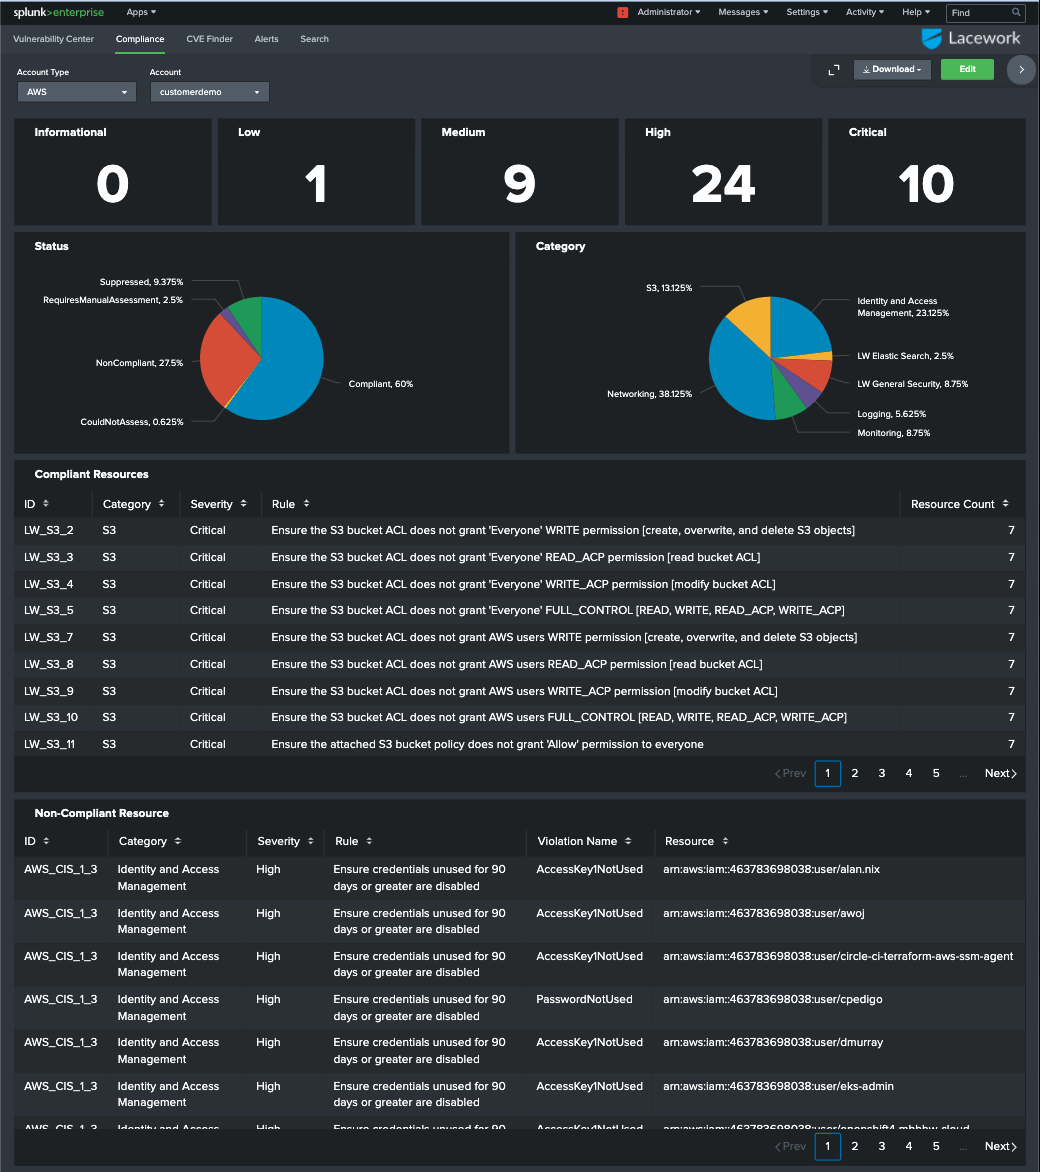 splunk>enterprise Apps Administrator Messages Settings Activity Help Find
Vulnerability Center Compliance CVE Finder Alerts Search Lacework
Account Type Account Download Edit
AWS customerdemo
Informational Low Medium High Critical
0 1 9 24 10
Status
Suppressed, 9.375%
RequiresManualAssessment, 2.5%
NonCompliant, 27.5%
Compliant, 60%
CouldNotAssess, 0.625%
Category
S3, 13.125%
Identity and Access
Management, 23.125%
LW Elastic Search, 2.5%
LW General Security, 8.75%
Networking, 38.125%
Logging, 5.625%
Monitoring, 8.75%
Compliant Resources
ID Category Severity Rule Resource Count
LW_S3_2 S3 Critical Ensure the S3 bucket ACL does not grant 'Everyone' WRITE permission [create, overwrite, and delete S3 objects] 7
LW_S3_3 S3 Critical Ensure the S3 bucket ACL does not grant 'Everyone' READ_ACP permission [read bucket ACL] 7
LW_S3_4 S3 Critical Ensure the S3 bucket ACL does not grant 'Everyone' WRITE_ACP permission [modify bucket ACL] 7
LW_S3_5 S3 Critical Ensure the S3 bucket ACL does not grant 'Everyone' FULL_CONTROL [READ, WRITE, READ_ACP, WRITE_ACP] 7
LW_S3_7 S3 Critical Ensure the S3 bucket ACL does not grant AWS users WRITE permission [create, overwrite, and delete S3 objects] 7
LW_S3_8 S3 Critical Ensure the S3 bucket ACL does not grant AWS users READ_ACP permission [read bucket ACL] 7
LW_S3_9 S3 Critical Ensure the S3 bucket ACL does not grant AWS users WRITE_ACP permission [modify bucket ACL] 7
LW_S3_10 S3 Critical Ensure the S3 bucket ACL does not grant AWS users FULL_CONTROL [READ, WRITE, READ_ACP, WRITE_ACP] 7
LW_S3_11 S3 Critical Ensure the attached S3 bucket policy does not grant 'Allow' permission to everyone 7
<Prev 1 2 3 4 5 ... Next>
Non-Compliant Resource
ID Category Severity Rule Violation Name Resource
AWS_CIS_1_3 Identity and Access High Ensure credentials unused for 90 AccessKey1NotUsed arn:aws:iam::463783698038:user/alan.nix
Management days or greater are disabled
AWS_CIS_1_3 Identity and Access High Ensure credentials unused for 90 AccessKey1NotUsed arn:aws:iam::463783698038:user/awoj
Management days or greater are disabled
AWS_CIS_1_3 Identity and Access High Ensure credentials unused for 90 AccessKey1NotUsed arn:aws:iam::463783698038:user/circle-ci-terraform-aws-ssm-agent
Management days or greater are disabled
AWS_CIS_1_3 Identity and Access High Ensure credentials unused for 90 PasswordNotUsed arn:aws:iam::463783698038:user/cpedigo
Management days or greater are disabled
AWS_CIS_1_3 Identity and Access High Ensure credentials unused for 90 AccessKey1NotUsed arn:aws:iam::463783698038:user/dmurray
Management days or greater are disabled
AWS_CIS_1_3 Identity and Access High Ensure credentials unused for 90 AccessKey1NotUsed arn:aws:iam::463783698038:user/eks-admin
Management days or greater are disabled
AWS_CIS_1_3 Identity and Access High Ensure credentials unused for 90 AccessKey1NotUsed
<Prev 1 2 3 4 5 ... Next>